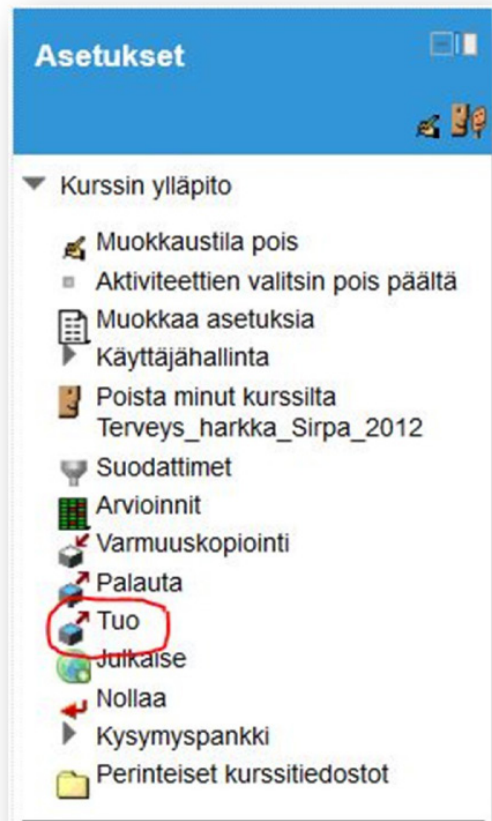 Asetukset
Kurssin ylläpito
Muokkaustila pois
Aktiviteettien valitsin pois päältä
Muokkaa asetuksia
Käyttäjähallinta
Poista minut kurssilta
Terveys_harkka_Sirpa_2012
Suodattimet
Arvioinnit
Varmuuskopiointi
Palauta
Tuo
Julkaise
Nollaa
Kysymyspankki
Perinteiset kurssitiedostot